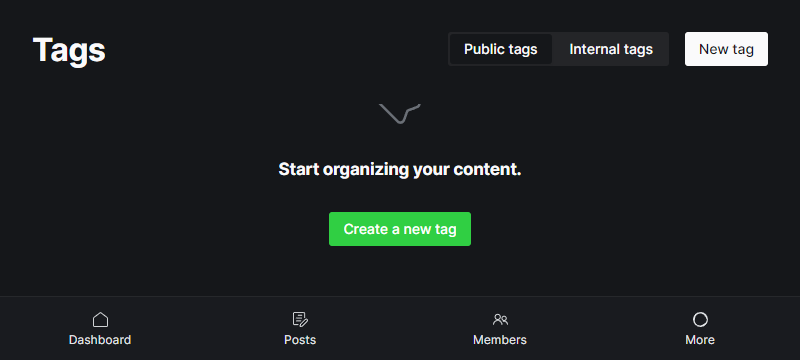 Tags
Public tags
Internal tags
New tag
Start organizing your content.
Create a new tag
Dashboard
Posts
Members
More